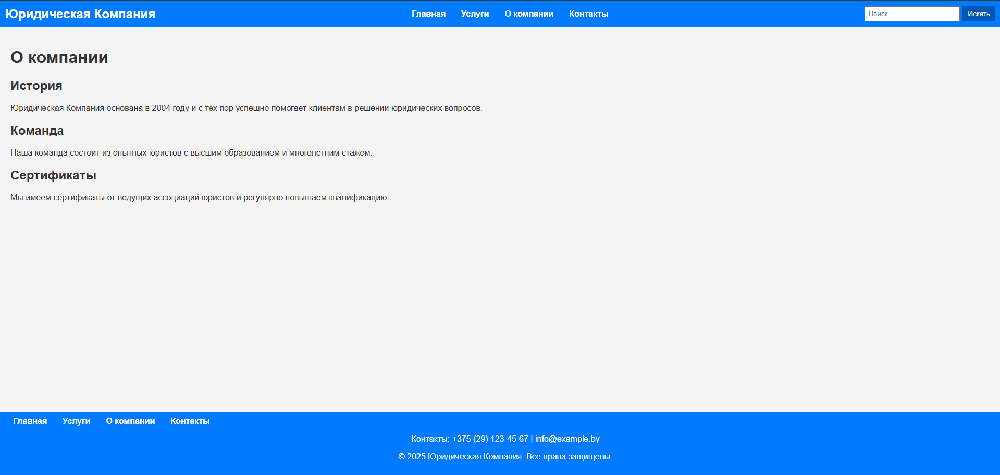 Юридическая Компания
Главная Услуги О компании Контакты
Поиск... Искать
О компании
История
Юридическая Компания основана в 2004 году и с тех пор успешно помогает клиентам в решении юридических вопросов.
Команда
Наша команда состоит из опытных юристов с высшим образованием и многолетним стажем.
Сертификаты
Мы имеем сертификаты от ведущих ассоциаций юристов и регулярно повышаем квалификацию.
Главная Услуги О компании Контакты
Контакты: +375 (29) 123-45-67 | info@example.by
© 2025 Юридическая Компания. Все права защищены.